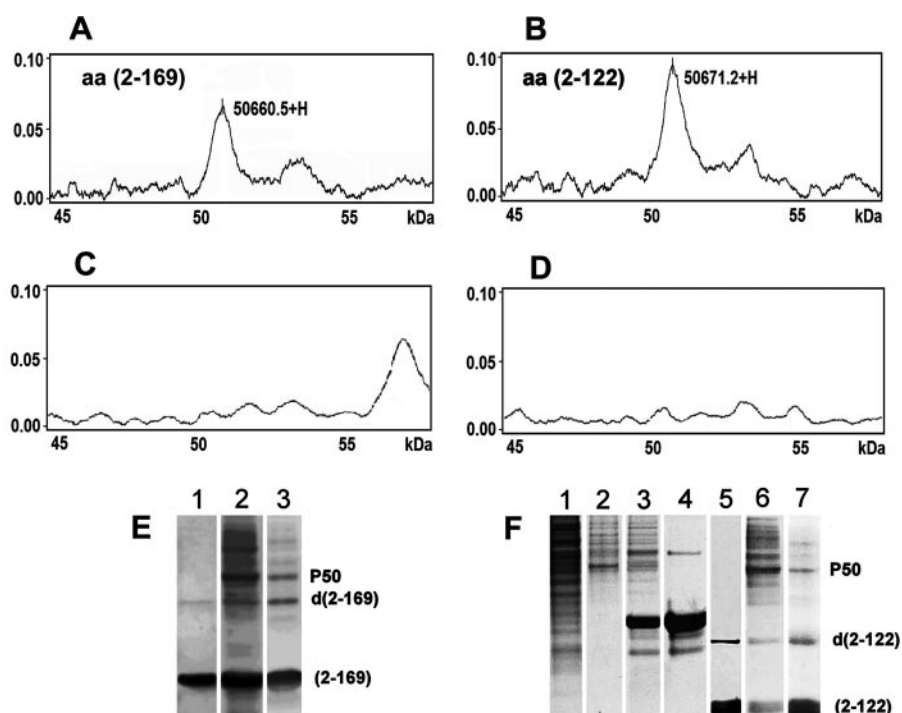 A
B
0.10
0.05
0.00
aa (2-169)
50660.5+H
45
50
55
kDa
0.10
0.05
0.00
aa (2-122)
50671.2+H
45
50
55
kDa
C
D
0.10
0.05
0.00
45
50
55
kDa
0.10
0.05
0.00
45
50
55
kDa
E
1 2 3
P50
d(2-169)
(2-169)
F
1 2 3 4 5 6 7
P50
d(2-122)
(2-122)